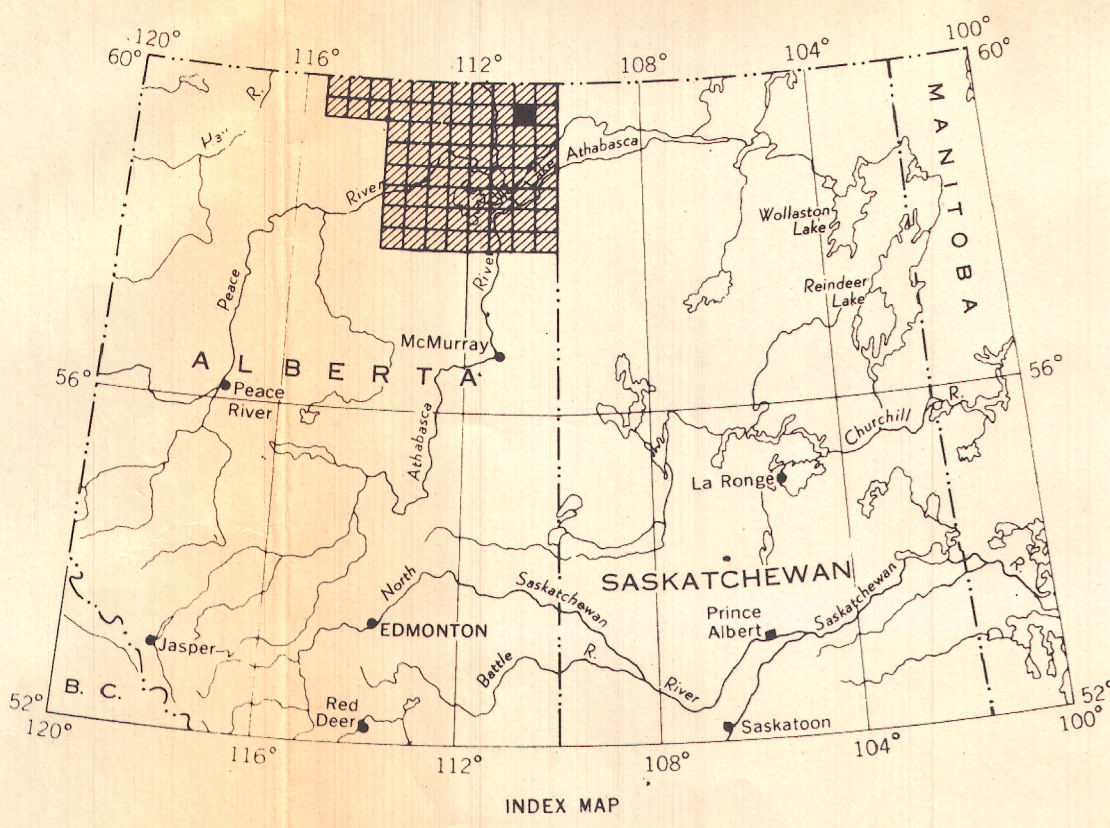 120°
116°
112°
108°
104°
100°
60°
60°
R.
MANITOBA
Athabasca
River
Lake
Wollaston
Lake
Peace
River
Reindeer
Lake
McMurray
ALBERTA
56°
56°
Peace
River
R.
Churchill
Athabasca
La Ronge
SASKATCHEWAN
North
Saskatchewan
R.
Prince
Albert
Saskatchewan
EDMONTON
Jasper
Battle
R.
River
B. C.
Red
Deer
Saskatoon
52°
52°
120°
116°
112°
108°
104°
100°
INDEX MAP